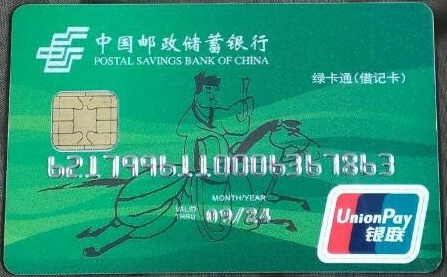 中国邮政储蓄银行
POSTAL SAVINGS BANK OF CHINA
绿卡通(借记卡)
6217996110006367863
MONTH/YEAR
VALID THRU 09/24
UnionPay
银联